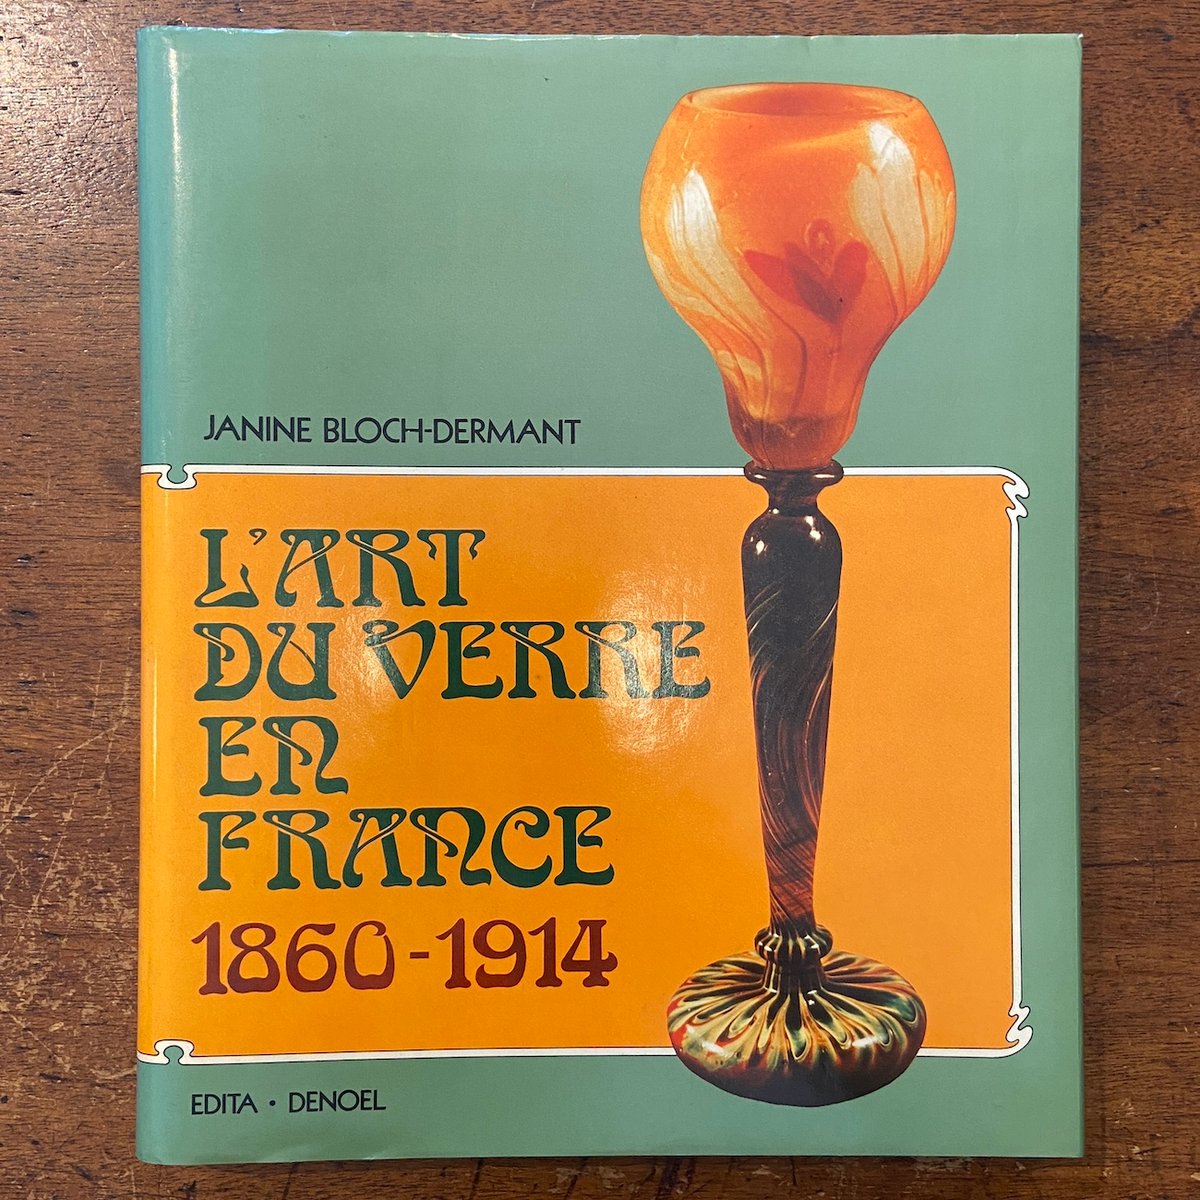 JANINE BLOCH-DERMANT
L'ART
DU VERRE
EN
FRANCE
1860-1914
EDITA • DENOEL